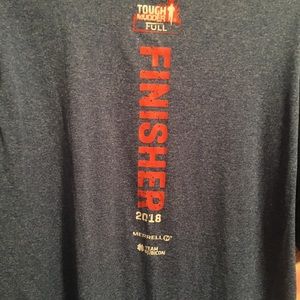 TOUGH
MUDDER
FULL
FINISHER
2018
MERRELL
TEAM
RUBICON